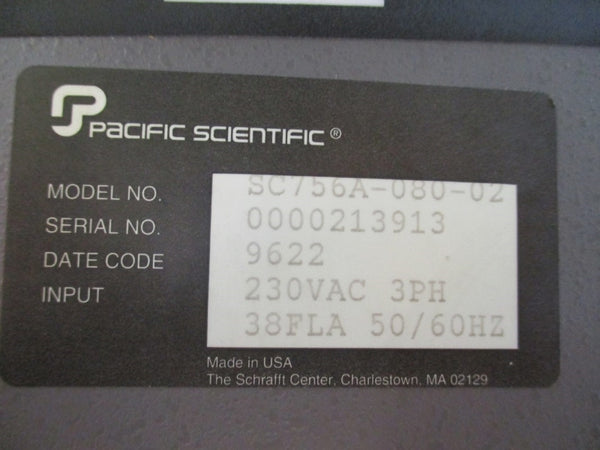 PACIFIC SCIENTIFIC®
MODEL NO. SC756A-080-02
SERIAL NO. 0000213913
DATE CODE 9622
INPUT 230VAC 3PH
38FLA 50/60HZ
Made in USA
The Schrafft Center, Charlestown, MA 02129